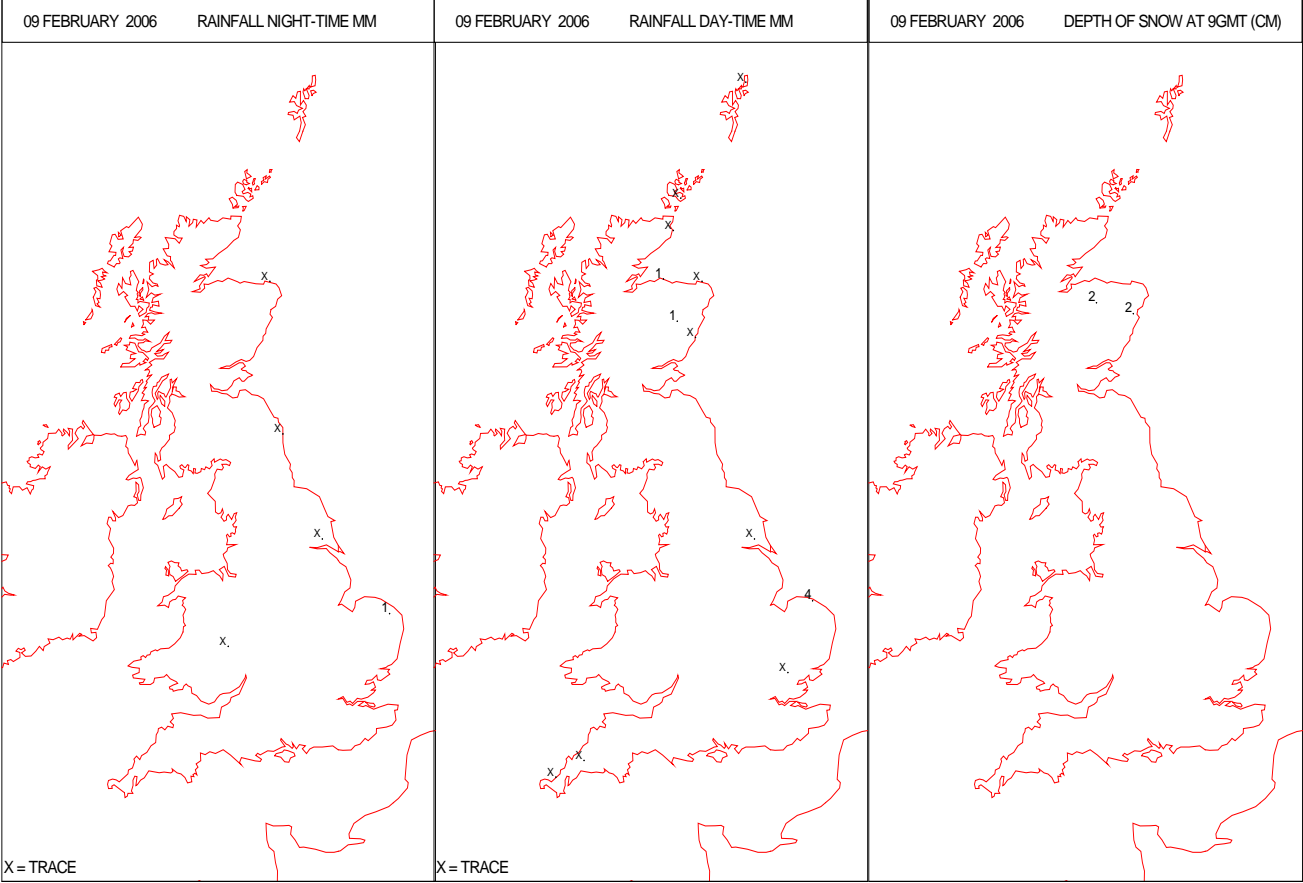 09 FEBRUARY 2006 RAINFALL NIGHT-TIME MM
X.
X.
X.
1.
X.
X = TRACE
09 FEBRUARY 2006 RAINFALL DAY-TIME MM
X.
X.
X.
1.
X.
1.
X.
X.
4.
X.
X.
X.
X = TRACE
09 FEBRUARY 2006 DEPTH OF SNOW AT 9GMT (CM)
2.
2.